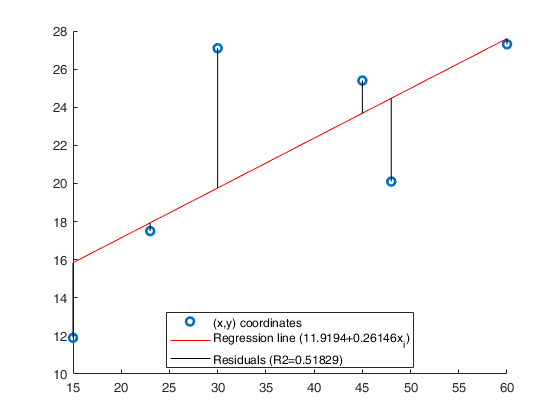 28
26
24
22
20
18
16
14
12
10
15 20 25 30 35 40 45 50 55 60
(x,y) coordinates
Regression line (11.9194+0.26146xi)
Residuals (R2=0.51829)